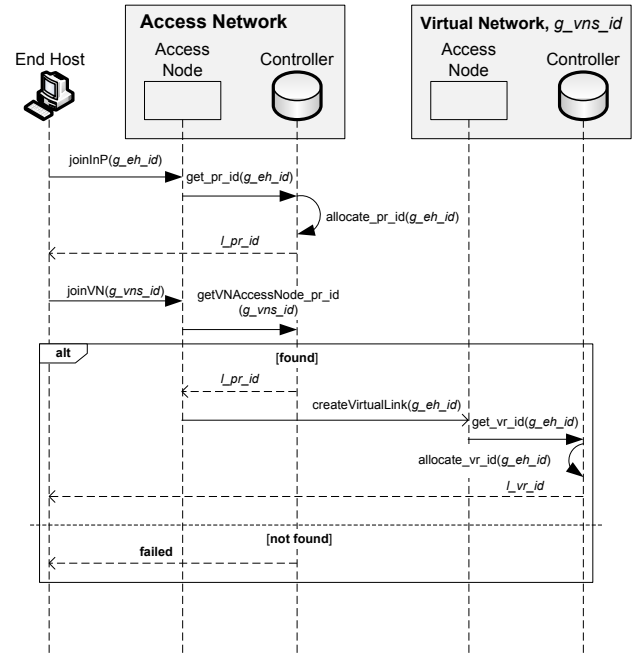 Access Network
Virtual Network, g_vns_id
End Host
Access
Node
Controller
Access
Node
Controller
joinInP(g_eh_id)
get_pr_id(g_eh_id)
allocate_pr_id(g_eh_id)
l_pr_id
joinVN(g_vns_id)
getVNAccessNode_pr_id
(g_vns_id)
alt
[found]
l_pr_id
createVirtualLink(g_eh_id)
get_vr_id(g_eh_id)
allocate_vr_id(g_eh_id)
l_vr_id
[not found]
failed